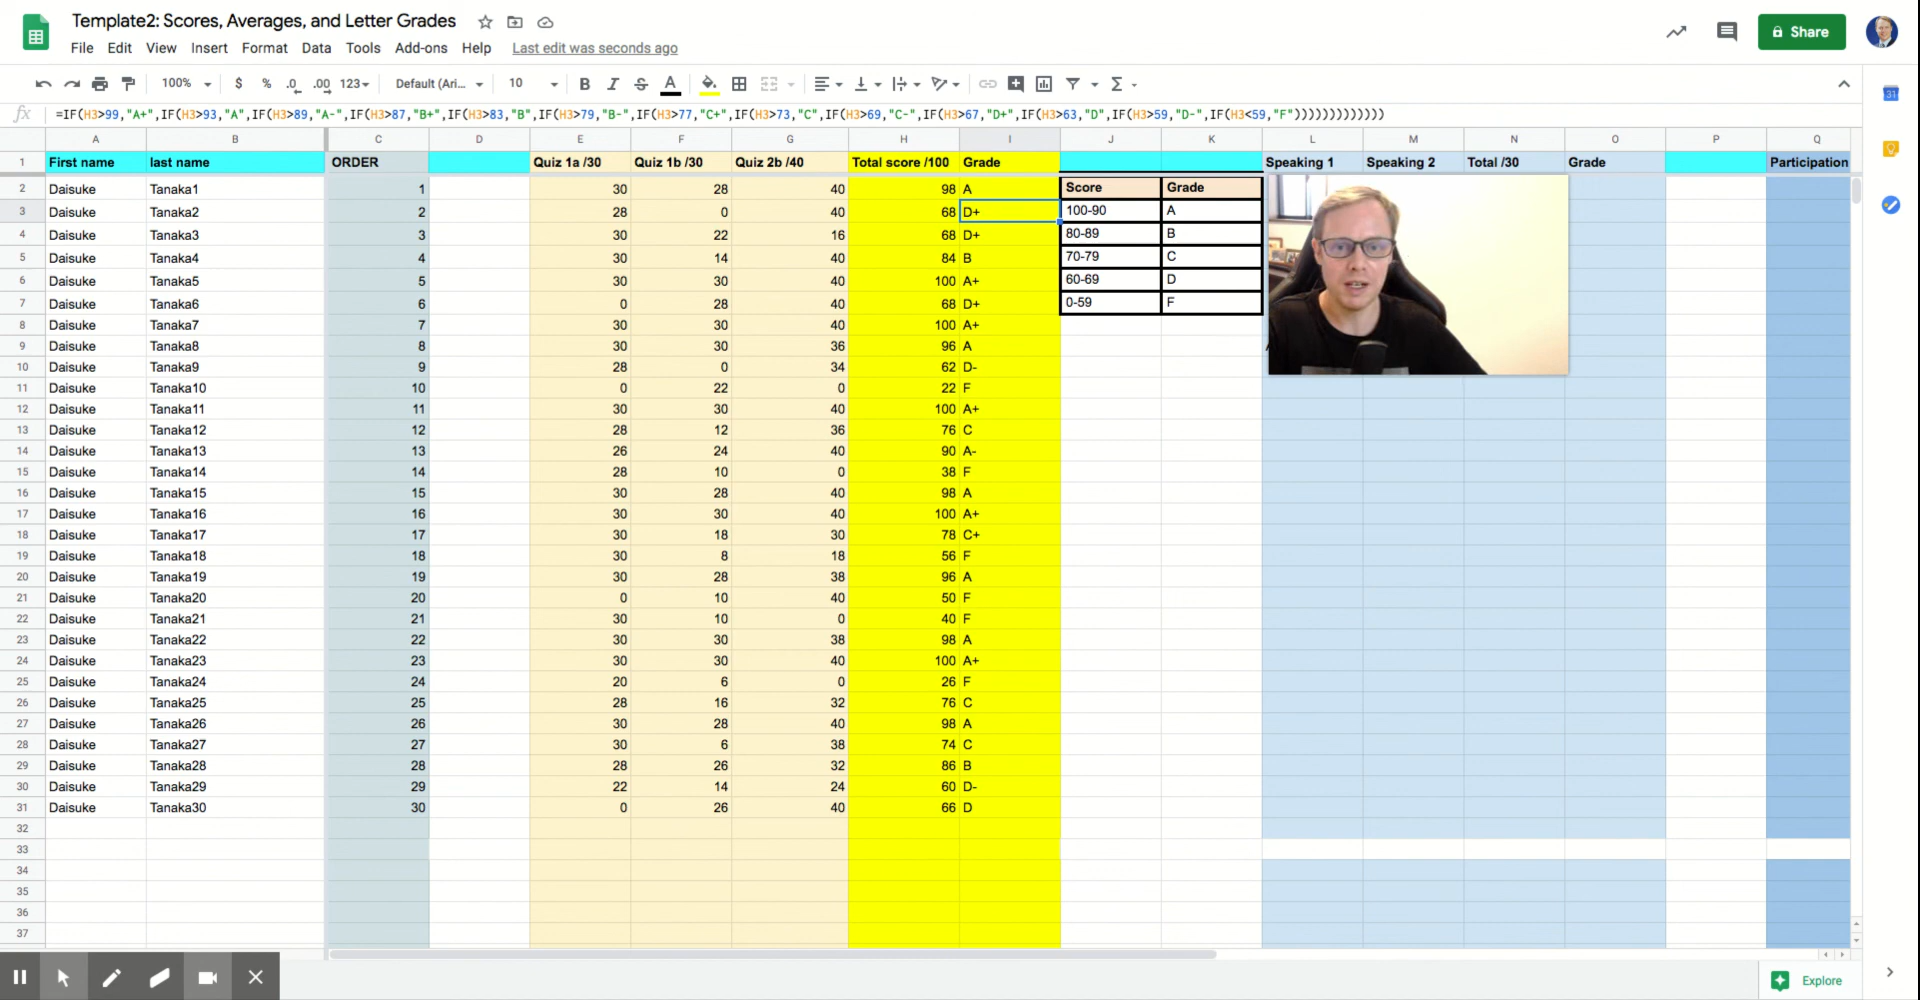 Template2: Scores, Averages, and Letter Grades
File Edit View Insert Format Data Tools Add-ons Help Last edit was seconds ago
Share
100% $ % .0 .00 123 Default (Ari... 10 B I S A
fx =IF(H3>99,"A+",IF(H3>93,"A",IF(H3>89,"A-",IF(H3>87,"B+",IF(H3>83,"B",IF(H3>79,"B-",IF(H3>77,"C+",IF(H3>73,"C",IF(H3>69,"C-",IF(H3>67,"D+",IF(H3>63,"D",IF(H3>59,"D-",IF(H3<59,"F")))))))))))))
A B C D E F G H I J K L M N O P Q
1 First name last name ORDER Quiz 1a /30 Quiz 1b /30 Quiz 2b /40 Total score /100 Grade Speaking 1 Speaking 2 Total /30 Grade Participation
2 Daisuke Tanaka1 1 30 28 40 98 A Score Grade
3 Daisuke Tanaka2 2 28 0 40 68 D+ 100-90 A
4 Daisuke Tanaka3 3 30 22 16 68 D+ 80-89 B
5 Daisuke Tanaka4 4 30 14 40 84 B 70-79 C
6 Daisuke Tanaka5 5 30 30 40 100 A+ 60-69 D
7 Daisuke Tanaka6 6 0 28 40 68 D+ 0-59 F
8 Daisuke Tanaka7 7 30 30 40 100 A+
9 Daisuke Tanaka8 8 30 30 36 96 A
10 Daisuke Tanaka9 9 28 0 34 62 D-
11 Daisuke Tanaka10 10 0 22 0 22 F
12 Daisuke Tanaka11 11 30 30 40 100 A+
13 Daisuke Tanaka12 12 28 12 36 76 C
14 Daisuke Tanaka13 13 26 24 40 90 A-
15 Daisuke Tanaka14 14 28 10 0 38 F
16 Daisuke Tanaka15 15 30 28 40 98 A
17 Daisuke Tanaka16 16 30 30 40 100 A+
18 Daisuke Tanaka17 17 30 18 30 78 C+
19 Daisuke Tanaka18 18 30 8 18 56 F
20 Daisuke Tanaka19 19 30 28 38 96 A
21 Daisuke Tanaka20 20 0 10 40 50 F
22 Daisuke Tanaka21 21 30 10 0 40 F
23 Daisuke Tanaka22 22 30 30 38 98 A
24 Daisuke Tanaka23 23 30 30 40 100 A+
25 Daisuke Tanaka24 24 20 6 0 26 F
26 Daisuke Tanaka25 25 28 16 32 76 C
27 Daisuke Tanaka26 26 30 28 40 98 A
28 Daisuke Tanaka27 27 30 6 38 74 C
29 Daisuke Tanaka28 28 28 26 32 86 B
30 Daisuke Tanaka29 29 22 14 24 60 D-
31 Daisuke Tanaka30 30 0 26 40 66 D
32
33
34
35
36
37
Explore